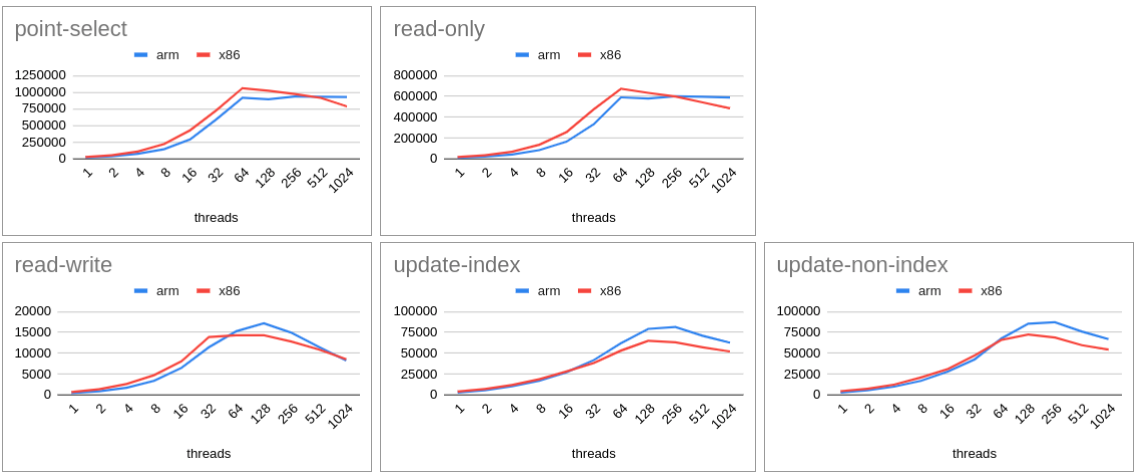 point-select
arm x86
1250000
1000000
750000
500000
250000
0
1 2 4 8 16 32 64 128 256 512 1024
threads
read-only
arm x86
800000
600000
400000
200000
0
1 2 4 8 16 32 64 128 256 512 1024
threads
read-write
arm x86
20000
15000
10000
5000
0
1 2 4 8 16 32 64 128 256 512 1024
threads
update-index
arm x86
100000
75000
50000
25000
0
1 2 4 8 16 32 64 128 256 512 1024
threads
update-non-index
arm x86
100000
75000
50000
25000
0
1 2 4 8 16 32 64 128 256 512 1024
threads